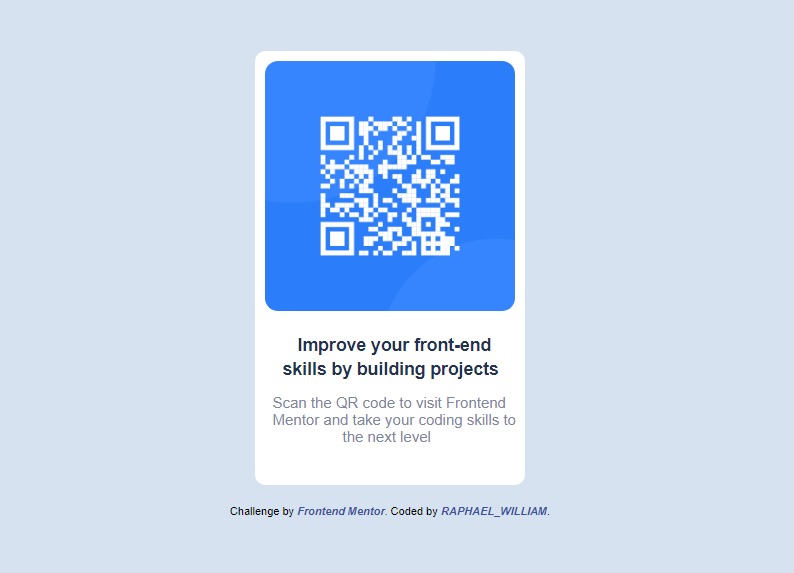 Improve your front-end
skills by building projects
Scan the QR code to visit Frontend
Mentor and take your coding skills to
the next level
Challenge by Frontend Mentor. Coded by RAPHAEL_WILLIAM.